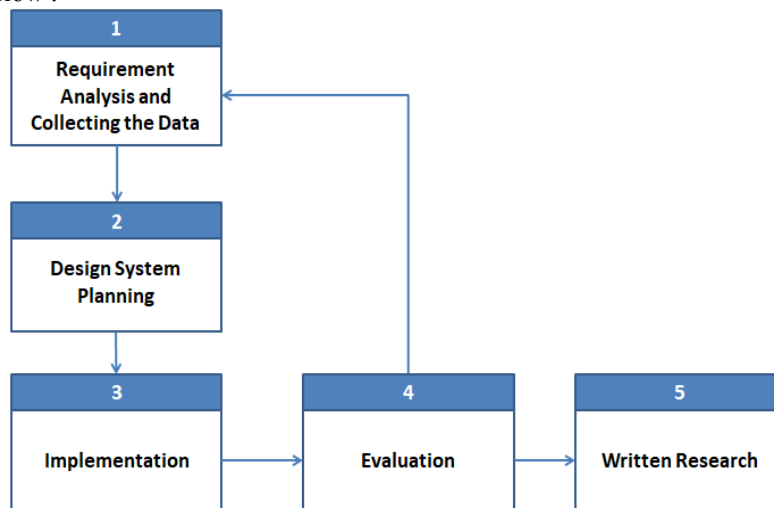 1
Requirement
Analysis and
Collecting the Data
2
Design System
Planning
3
Implementation
4
Evaluation
5
Written Research